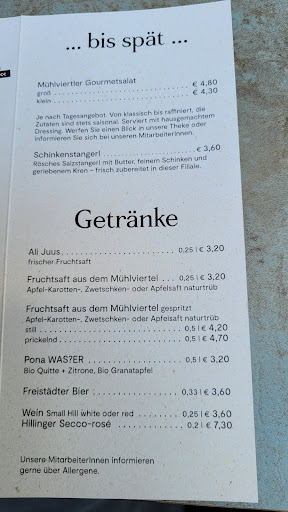 ... bis spät ...
Mühlviertler Gourmetsalat
groß ........ € 4,80
klein ........ € 4,30
Je nach Tagesangebot. Von klassisch bis raffiniert, die
Zutaten sind stets saisonal. Serviert mit hausgemachtem
Dressing. Werfen Sie einen Blick in unsere Theke oder
informieren Sie sich bei unseren MitarbeiterInnen.
Schinkenstangerl ........ € 3,60
Resches Salzstangerl mit Butter, feinem Schinken und
geriebenem Kren – frisch zubereitet in dieser Filiale.
Getränke
Ali Juus ........ 0,25 l € 3,20
frischer Fruchtsaft
Fruchtsaft aus dem Mühlviertel ... 0,25 l € 3,20
Apfel-Karotten-, Zwetschken- oder Apfelsaft naturtrüb
Fruchtsaft aus dem Mühlviertel gespritzt
Apfel-Karotten-, Zwetschken- oder Apfelsaft naturtrüb
still ........ 0,5 l € 4,20
prickelnd ........ 0,5 l € 4,70
Pona WAS?ER ........ 0,5 l € 3,20
Bio Quitte + Zitrone, Bio Granatapfel
Freistädter Bier ........ 0,33 l € 3,60
Wein Small Hill white oder red ........ 0,25 l € 3,60
Hillinger Secco-rosé ........ 0,2 l € 7,30
Unsere MitarbeiterInnen informieren
gerne über Allergene.